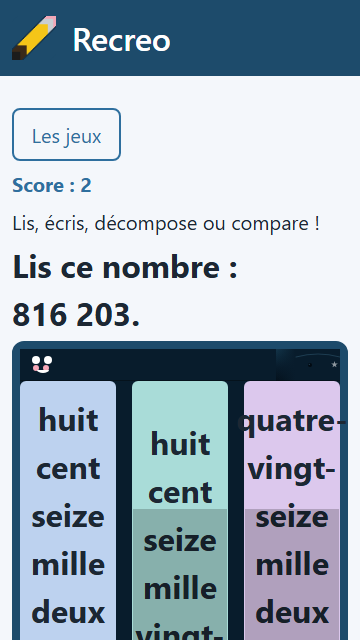 Recreo
Les jeux
Score : 2
Lis, écris, décompose ou compare !
Lis ce nombre :
816 203.
huit
cent
seize
mille
deux
huit
cent
seize
mille
vingt-
quatre-
vingt-
seize
mille
deux